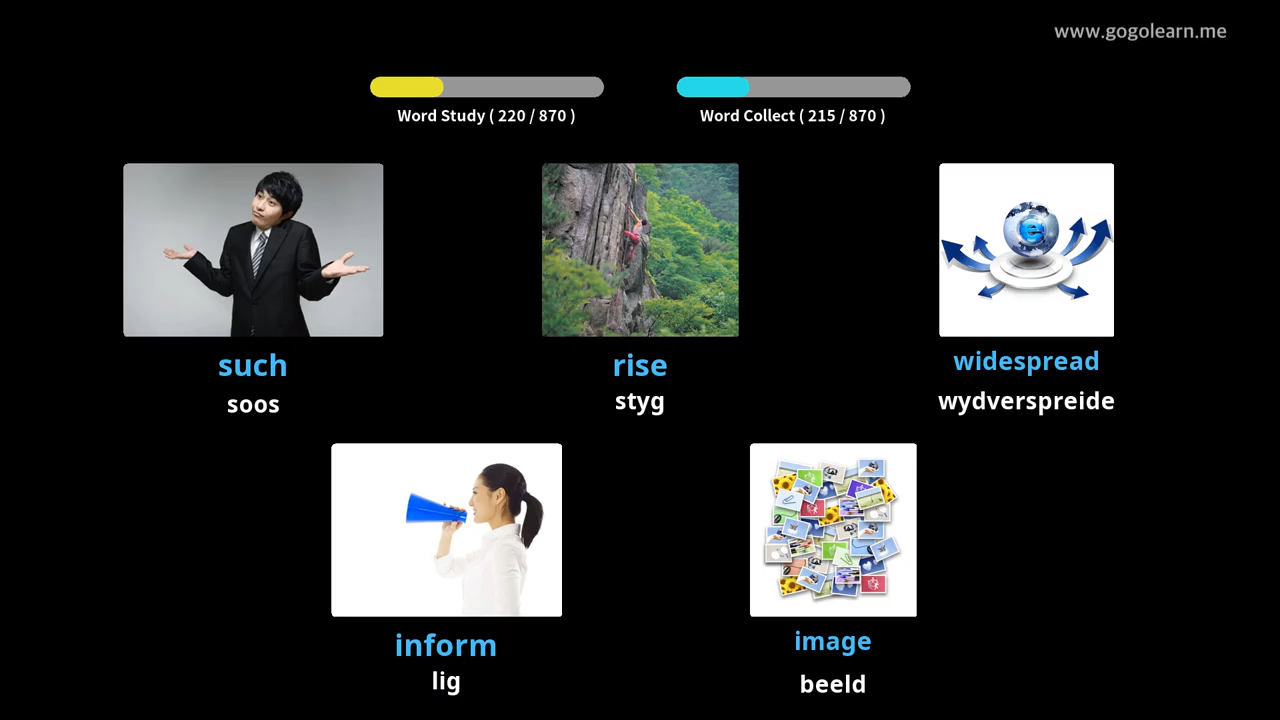 www.gogolearn.me
Word Study ( 220 / 870 )
Word Collect ( 215 / 870 )
such
soos
rise
styg
widespread
wydverspreide
inform
lig
image
beeld